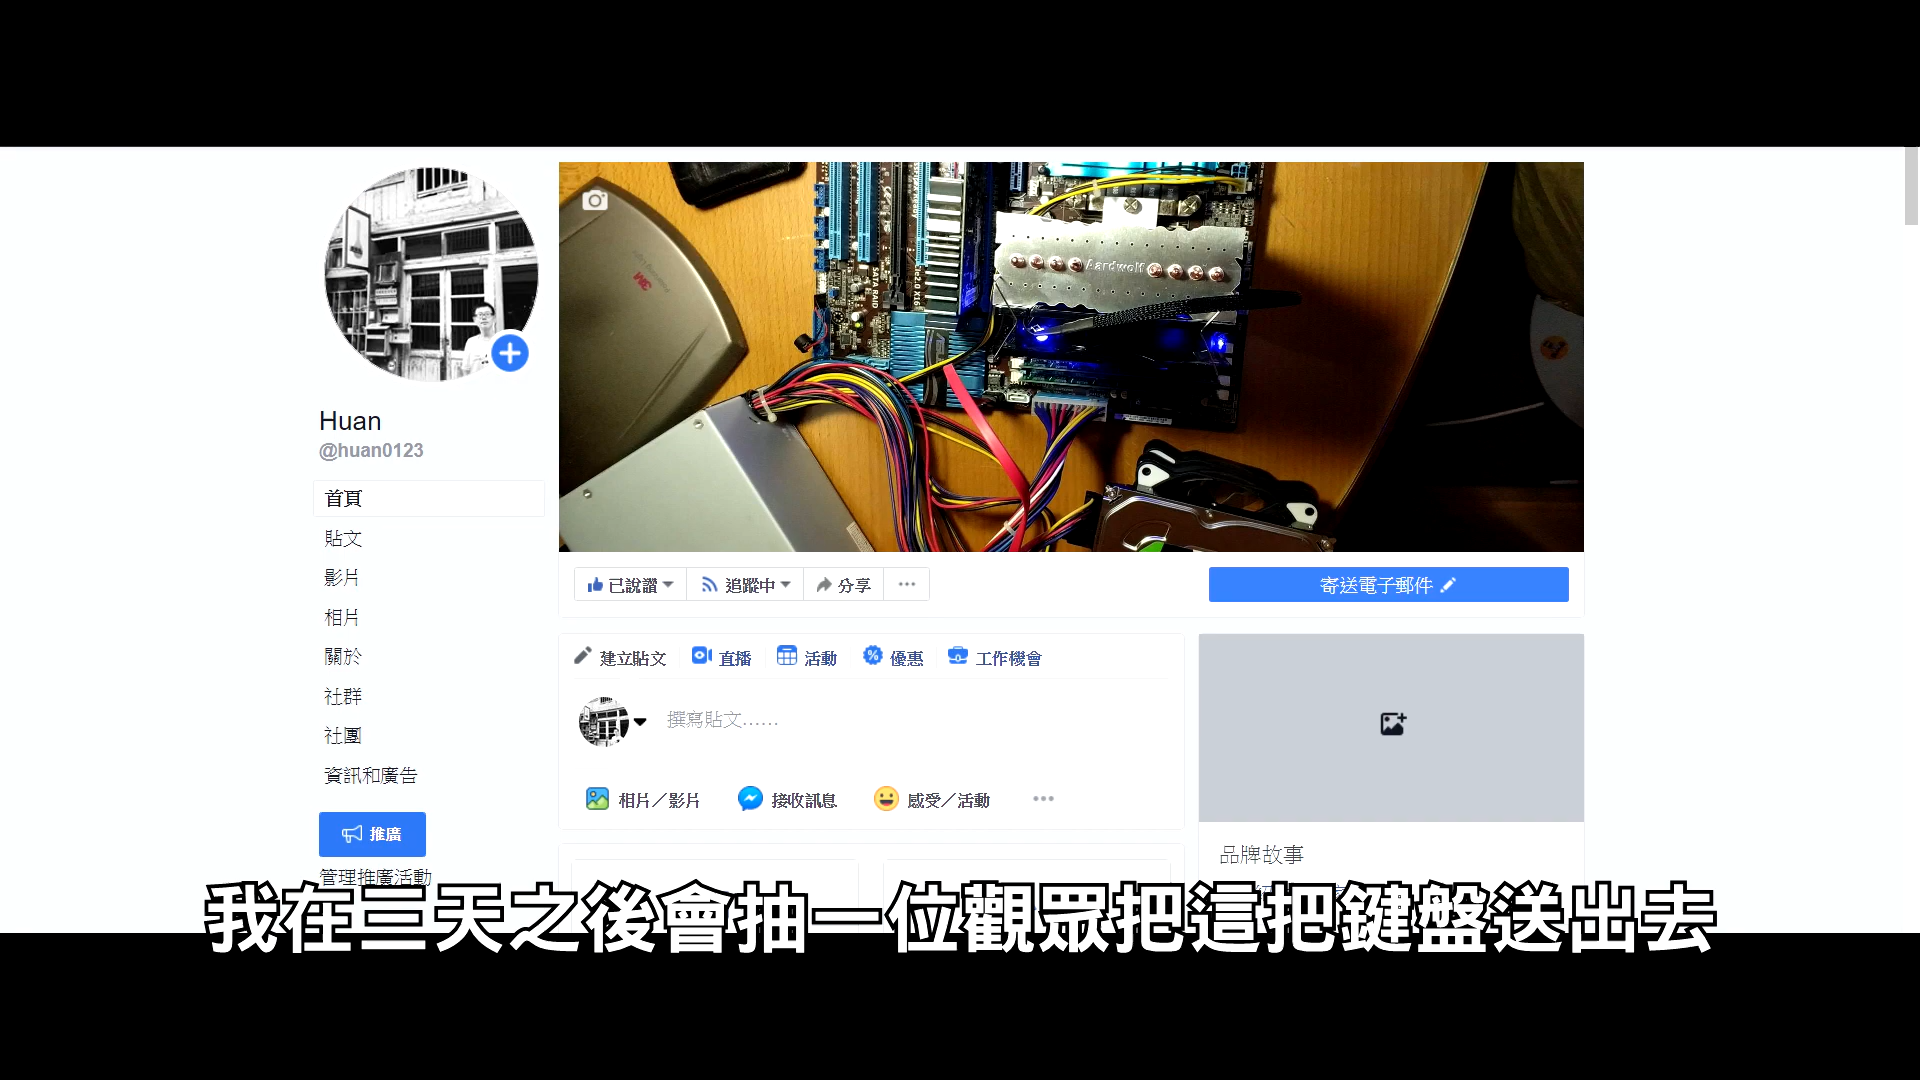 Huan
@huan0123
首頁
貼文
影片
相片
關於
社群
社團
資訊和廣告
推廣
管理推廣活動
3M
SATA RAID
Aardwolf
已說讚
追蹤中
分享
寄送電子郵件
建立貼文
直播
活動
優惠
工作機會
撰寫貼文……
相片／影片
接收訊息
感受／活動
品牌故事
我在三天之後會抽一位觀眾把這把鍵盤送出去